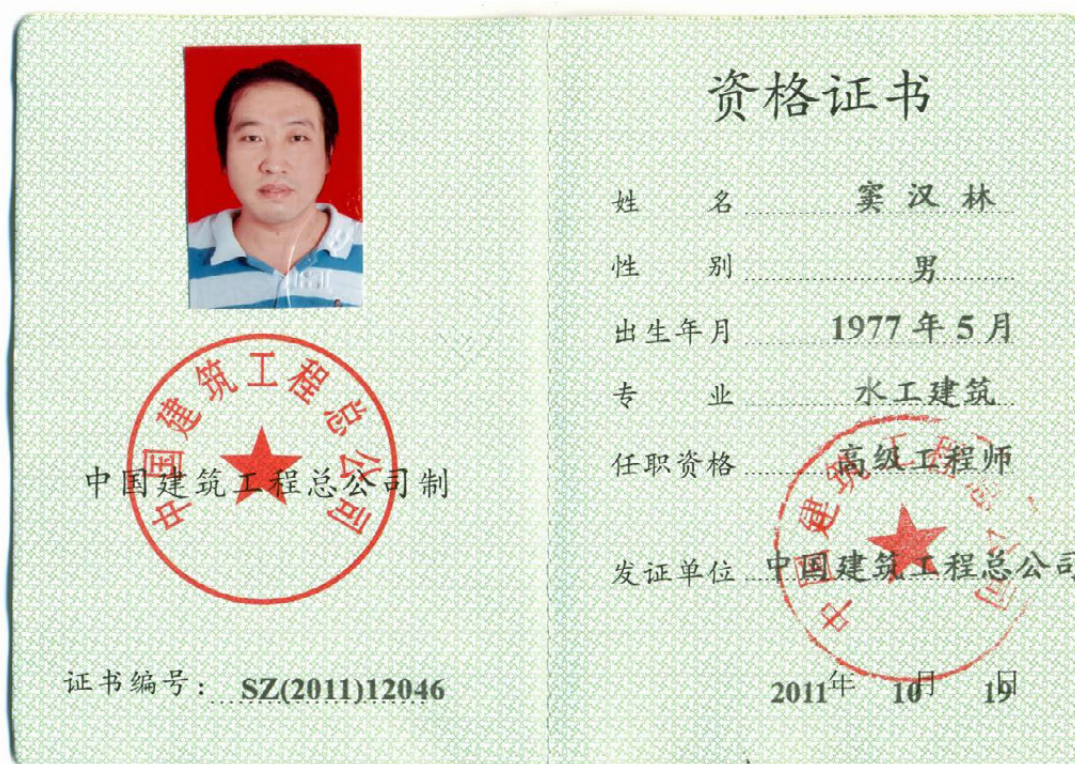 中国建筑工程总公司
中国建筑工程总公司制
证书编号： SZ(2011)12046
资格证书
姓 名 窦汉林
性 别 男
出生年月 1977年5月
专 业 水工建筑
任职资格 高级工程师
发证单位 中国建筑工程总公司
中国建筑工程总公司
2011年 10月 19日